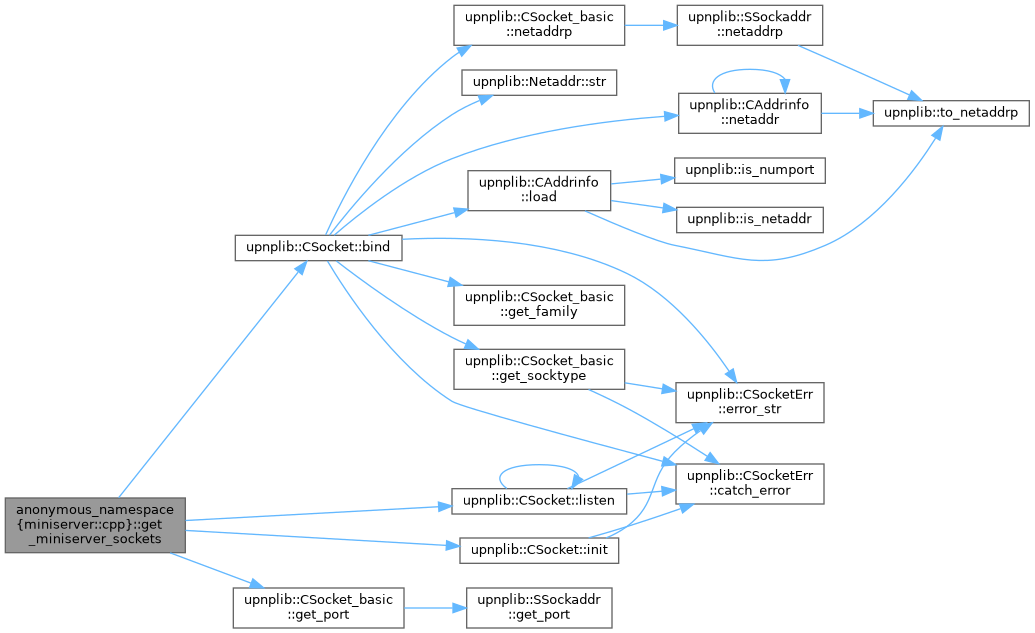 upnplib::CSocket_basic
::netaddrp
upnplib::SSockaddr
::netaddrp
upnplib::Netaddr::str
upnplib::CAddrinfo
::netaddr
upnplib::to_netaddrp
upnplib::CAddrinfo
::load
upnplib::is_numport
upnplib::is_netaddr
upnplib::CSocket::bind
upnplib::CSocket_basic
::get_family
upnplib::CSocket_basic
::get_socktype
upnplib::CSocketErr
::error_str
upnplib::CSocketErr
::catch_error
upnplib::CSocket::listen
anonymous_namespace
{miniserver::cpp}::get
_miniserver_sockets
upnplib::CSocket::init
upnplib::CSocket_basic
::get_port
upnplib::SSockaddr
::get_port